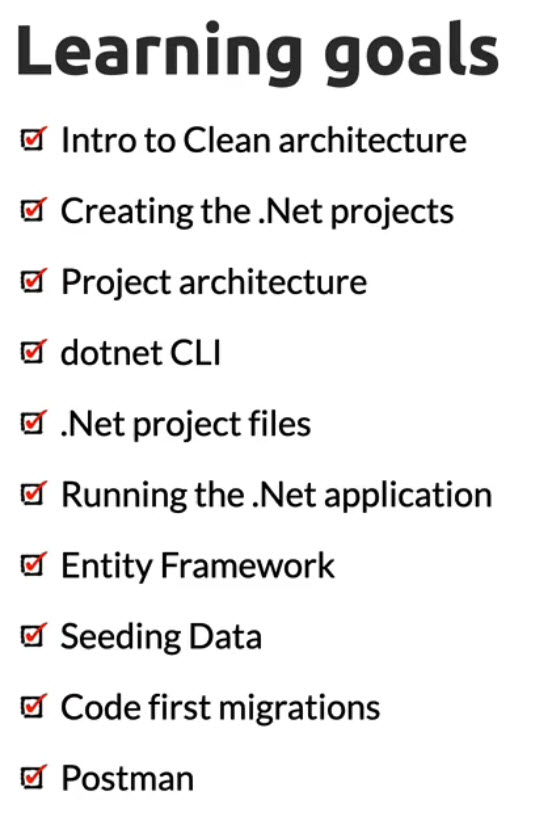 Learning goals
Intro to Clean architecture
Creating the .Net projects
Project architecture
dotnet CLI
.Net project files
Running the .Net application
Entity Framework
Seeding Data
Code first migrations
Postman